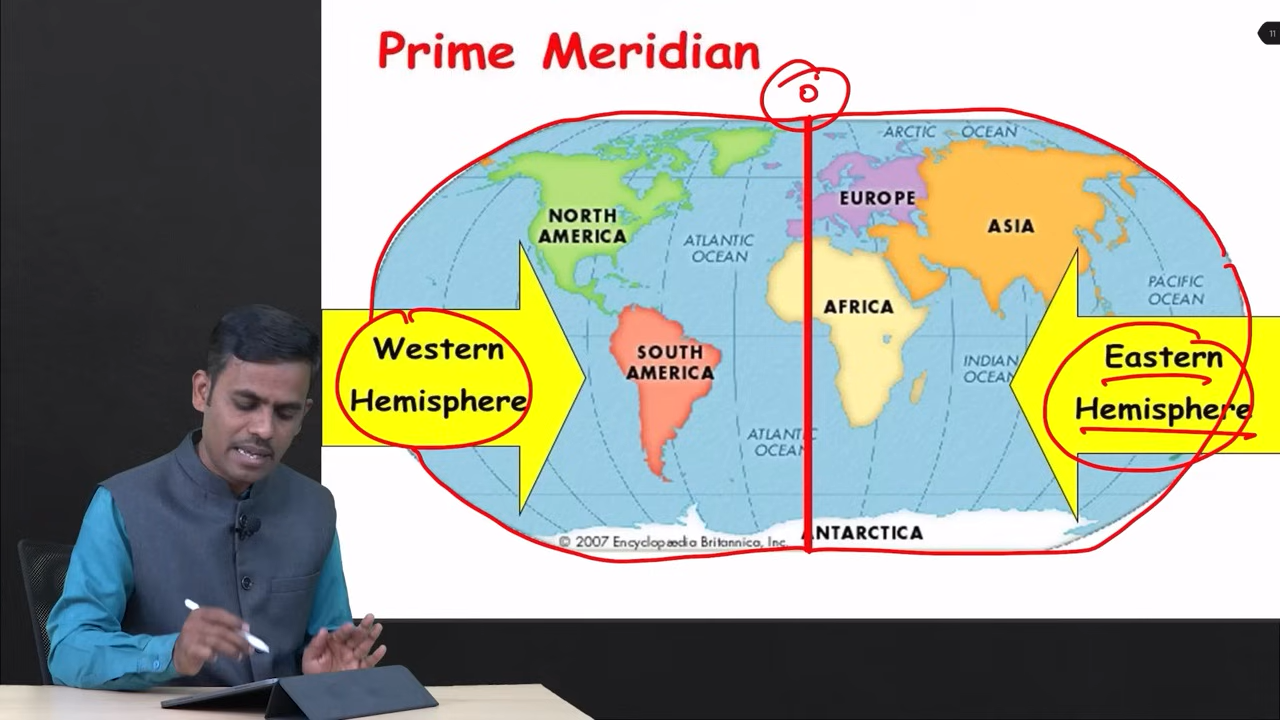 11
Prime Meridian
0
ARCTIC OCEAN
NORTH
AMERICA
EUROPE
ASIA
ATLANTIC
OCEAN
PACIFIC
OCEAN
AFRICA
Western
Hemisphere
SOUTH
AMERICA
INDIAN
OCEAN
Eastern
Hemisphere
ATLANTIC
OCEAN
ANTARCTICA
© 2007 Encyclopædia Britannica, Inc.